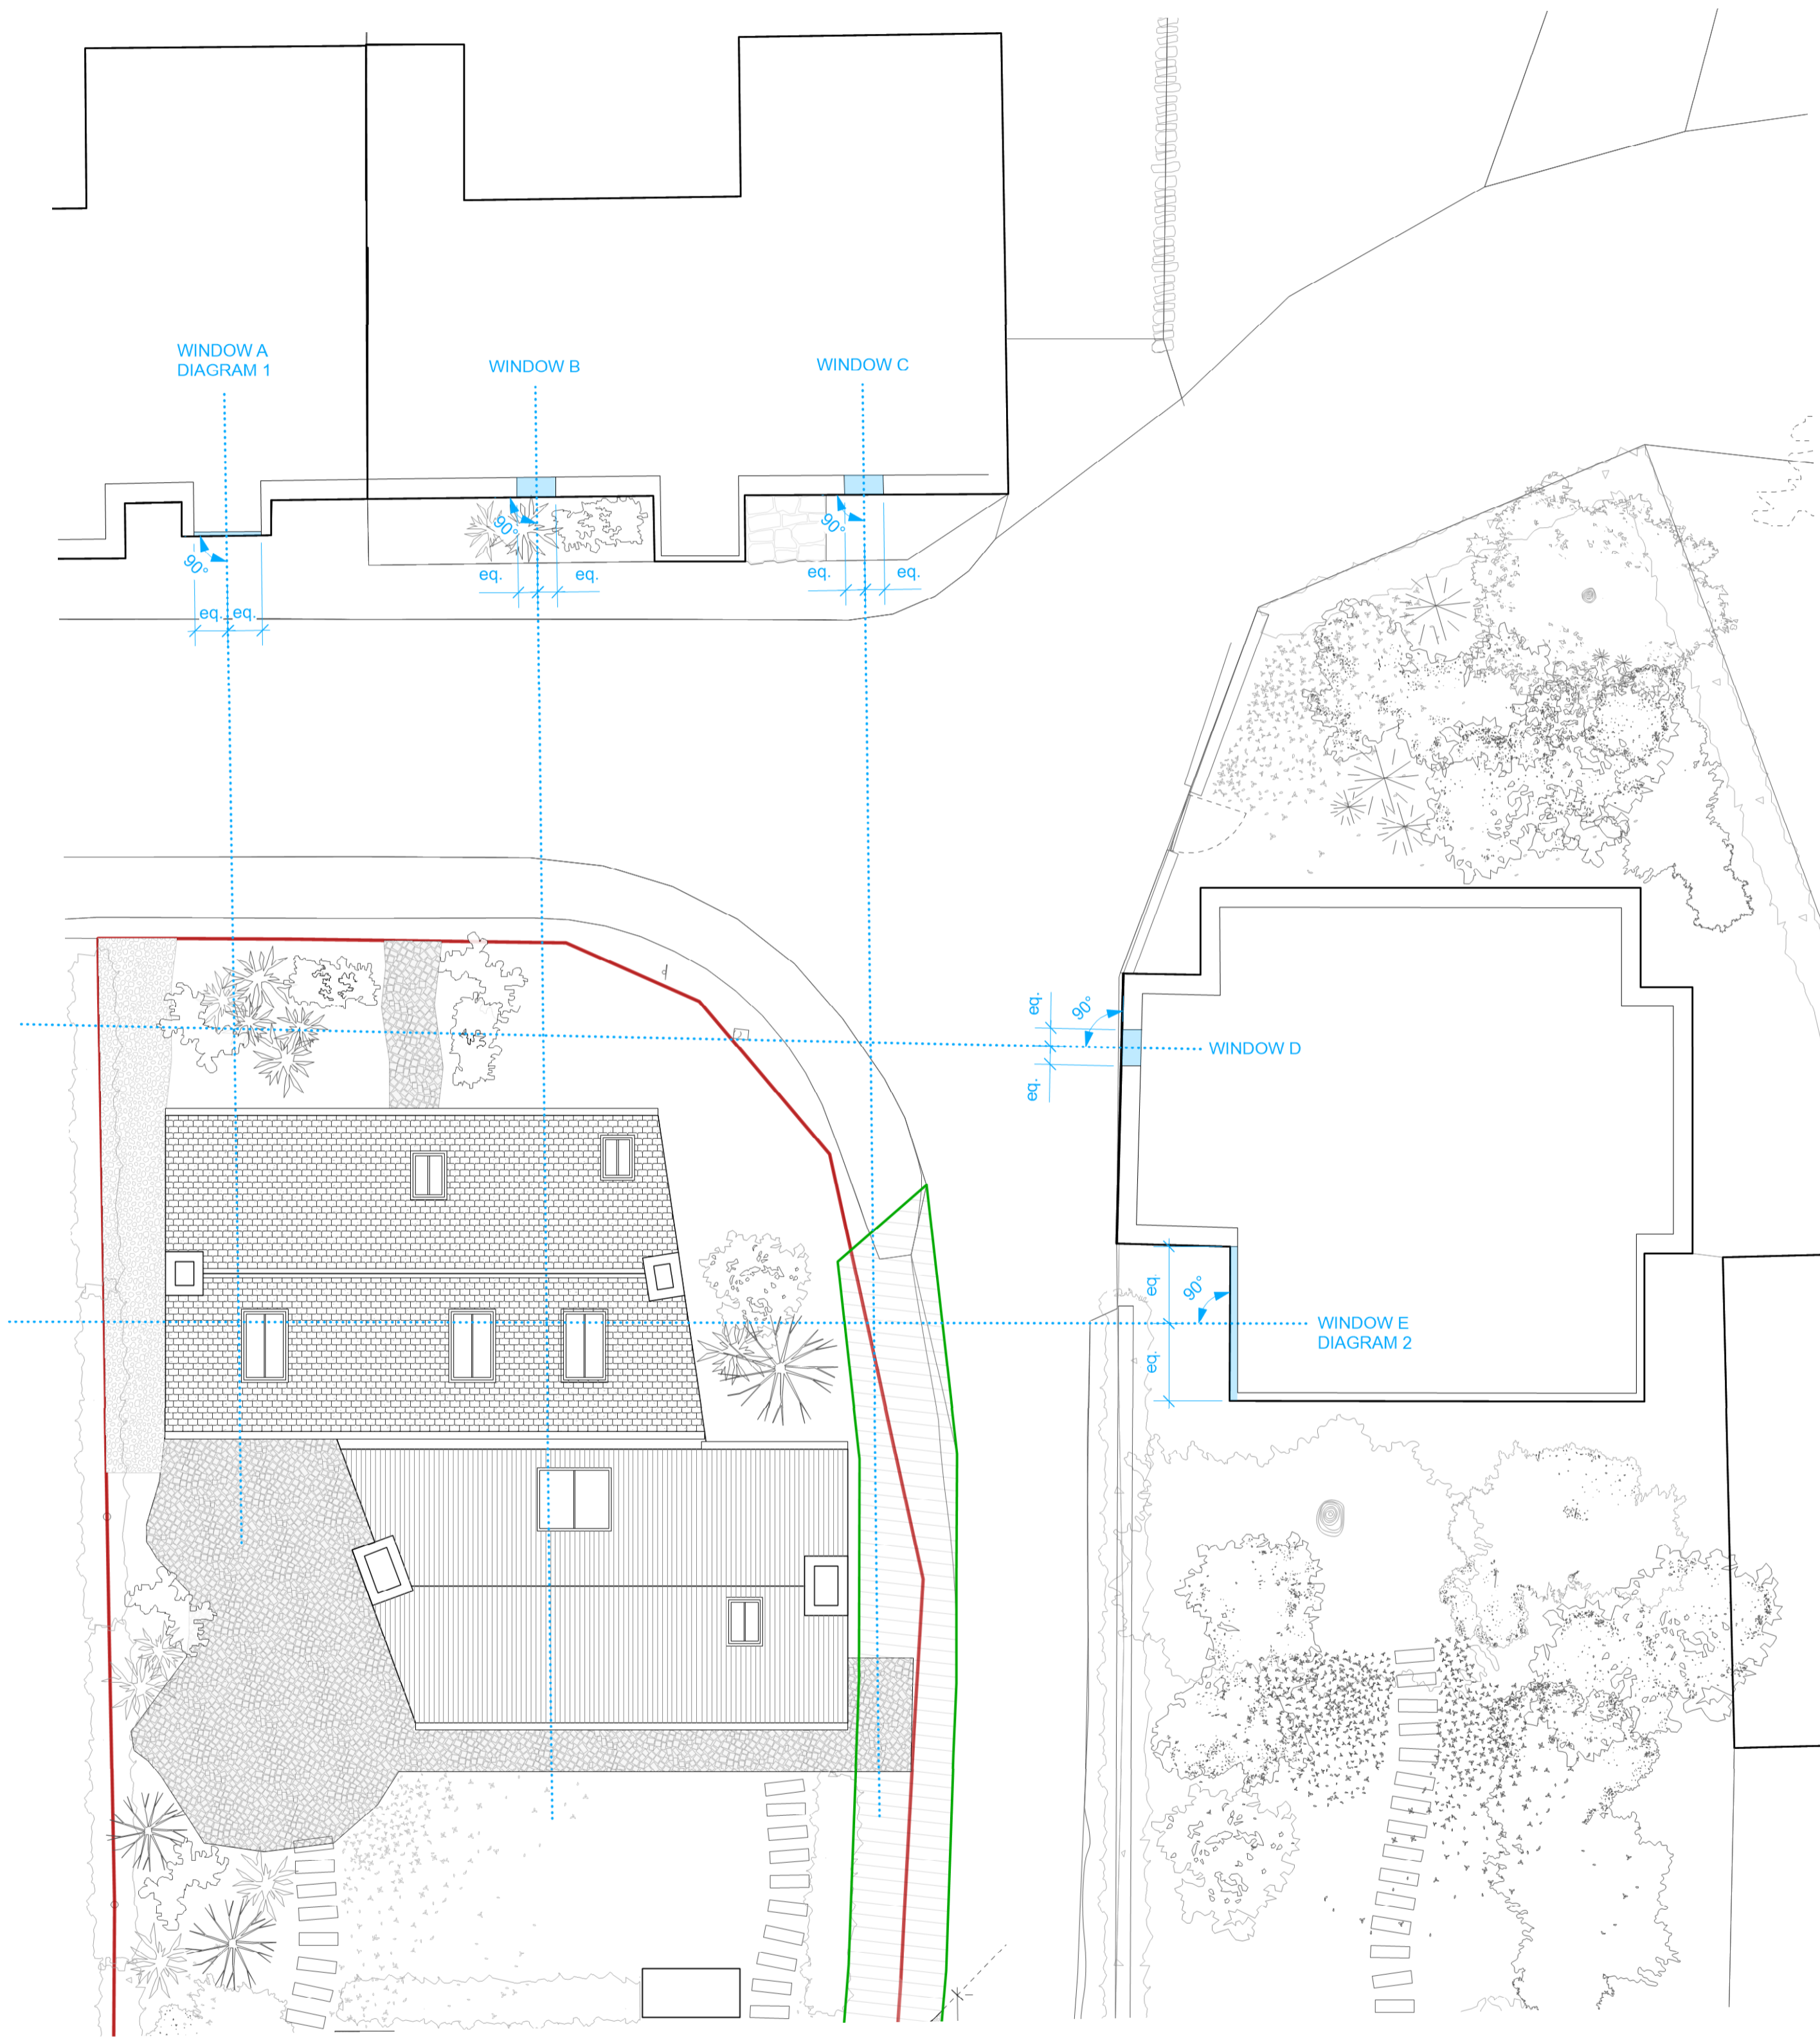 WINDOW A
DIAGRAM 1
WINDOW B
WINDOW C
90°
90°
90°
eq. eq.
eq. eq.
eq. eq.
eq.
90°
WINDOW D
eq.
eq.
90°
WINDOW E
DIAGRAM 2
eq.